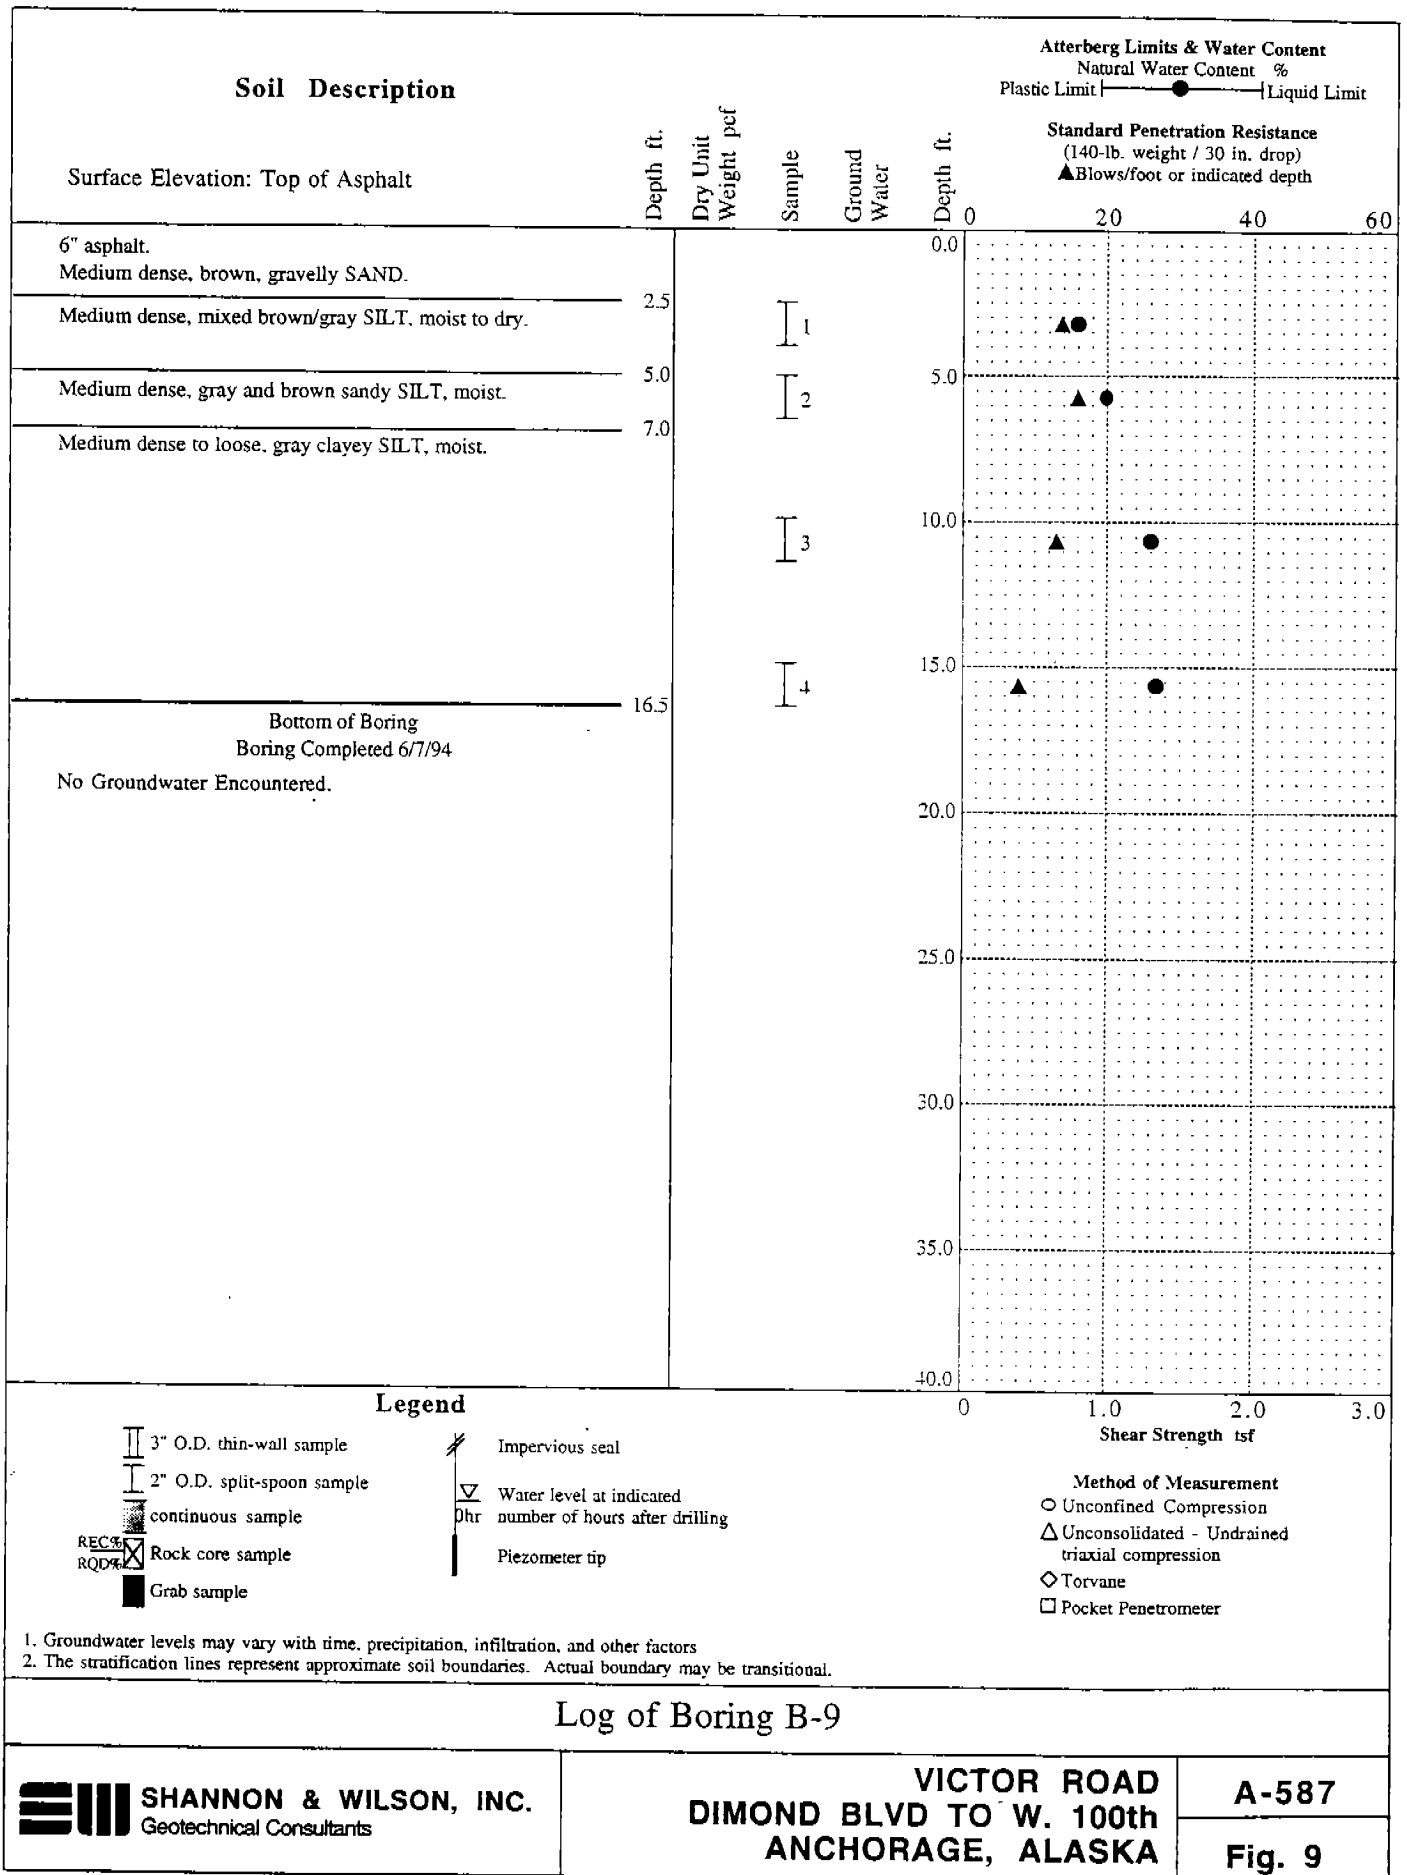 Soil Description
Surface Elevation: Top of Asphalt
Depth ft.
Dry Unit
Weight pcf
Sample
Ground
Water
Depth ft.
Atterberg Limits & Water Content
Natural Water Content %
Plastic Limit
Liquid Limit
Standard Penetration Resistance
(140-lb. weight / 30 in. drop)
▲Blows/foot or indicated depth
0 20 40 60
6" asphalt.
Medium dense, brown, gravelly SAND.
2.5
Medium dense, mixed brown/gray SILT, moist to dry.
5.0
Medium dense, gray and brown sandy SILT, moist.
7.0
Medium dense to loose, gray clayey SILT, moist.
16.5
Bottom of Boring
Boring Completed 6/7/94
No Groundwater Encountered.
1
2
3
4
0.0
5.0
10.0
15.0
20.0
25.0
30.0
35.0
40.0
0 1.0 2.0 3.0
Shear Strength tsf
Legend
3" O.D. thin-wall sample
2" O.D. split-spoon sample
continuous sample
REC%
RQD%
Rock core sample
Grab sample
Impervious seal
Water level at indicated
0hr number of hours after drilling
Piezometer tip
Method of Measurement
Unconfined Compression
Unconsolidated - Undrained
triaxial compression
Torvane
Pocket Penetrometer
1. Groundwater levels may vary with time, precipitation, infiltration, and other factors
2. The stratification lines represent approximate soil boundaries. Actual boundary may be transitional.
Log of Boring B-9
SHANNON & WILSON, INC.
Geotechnical Consultants
VICTOR ROAD
DIMOND BLVD TO W. 100th
ANCHORAGE, ALASKA
A-587
Fig. 9